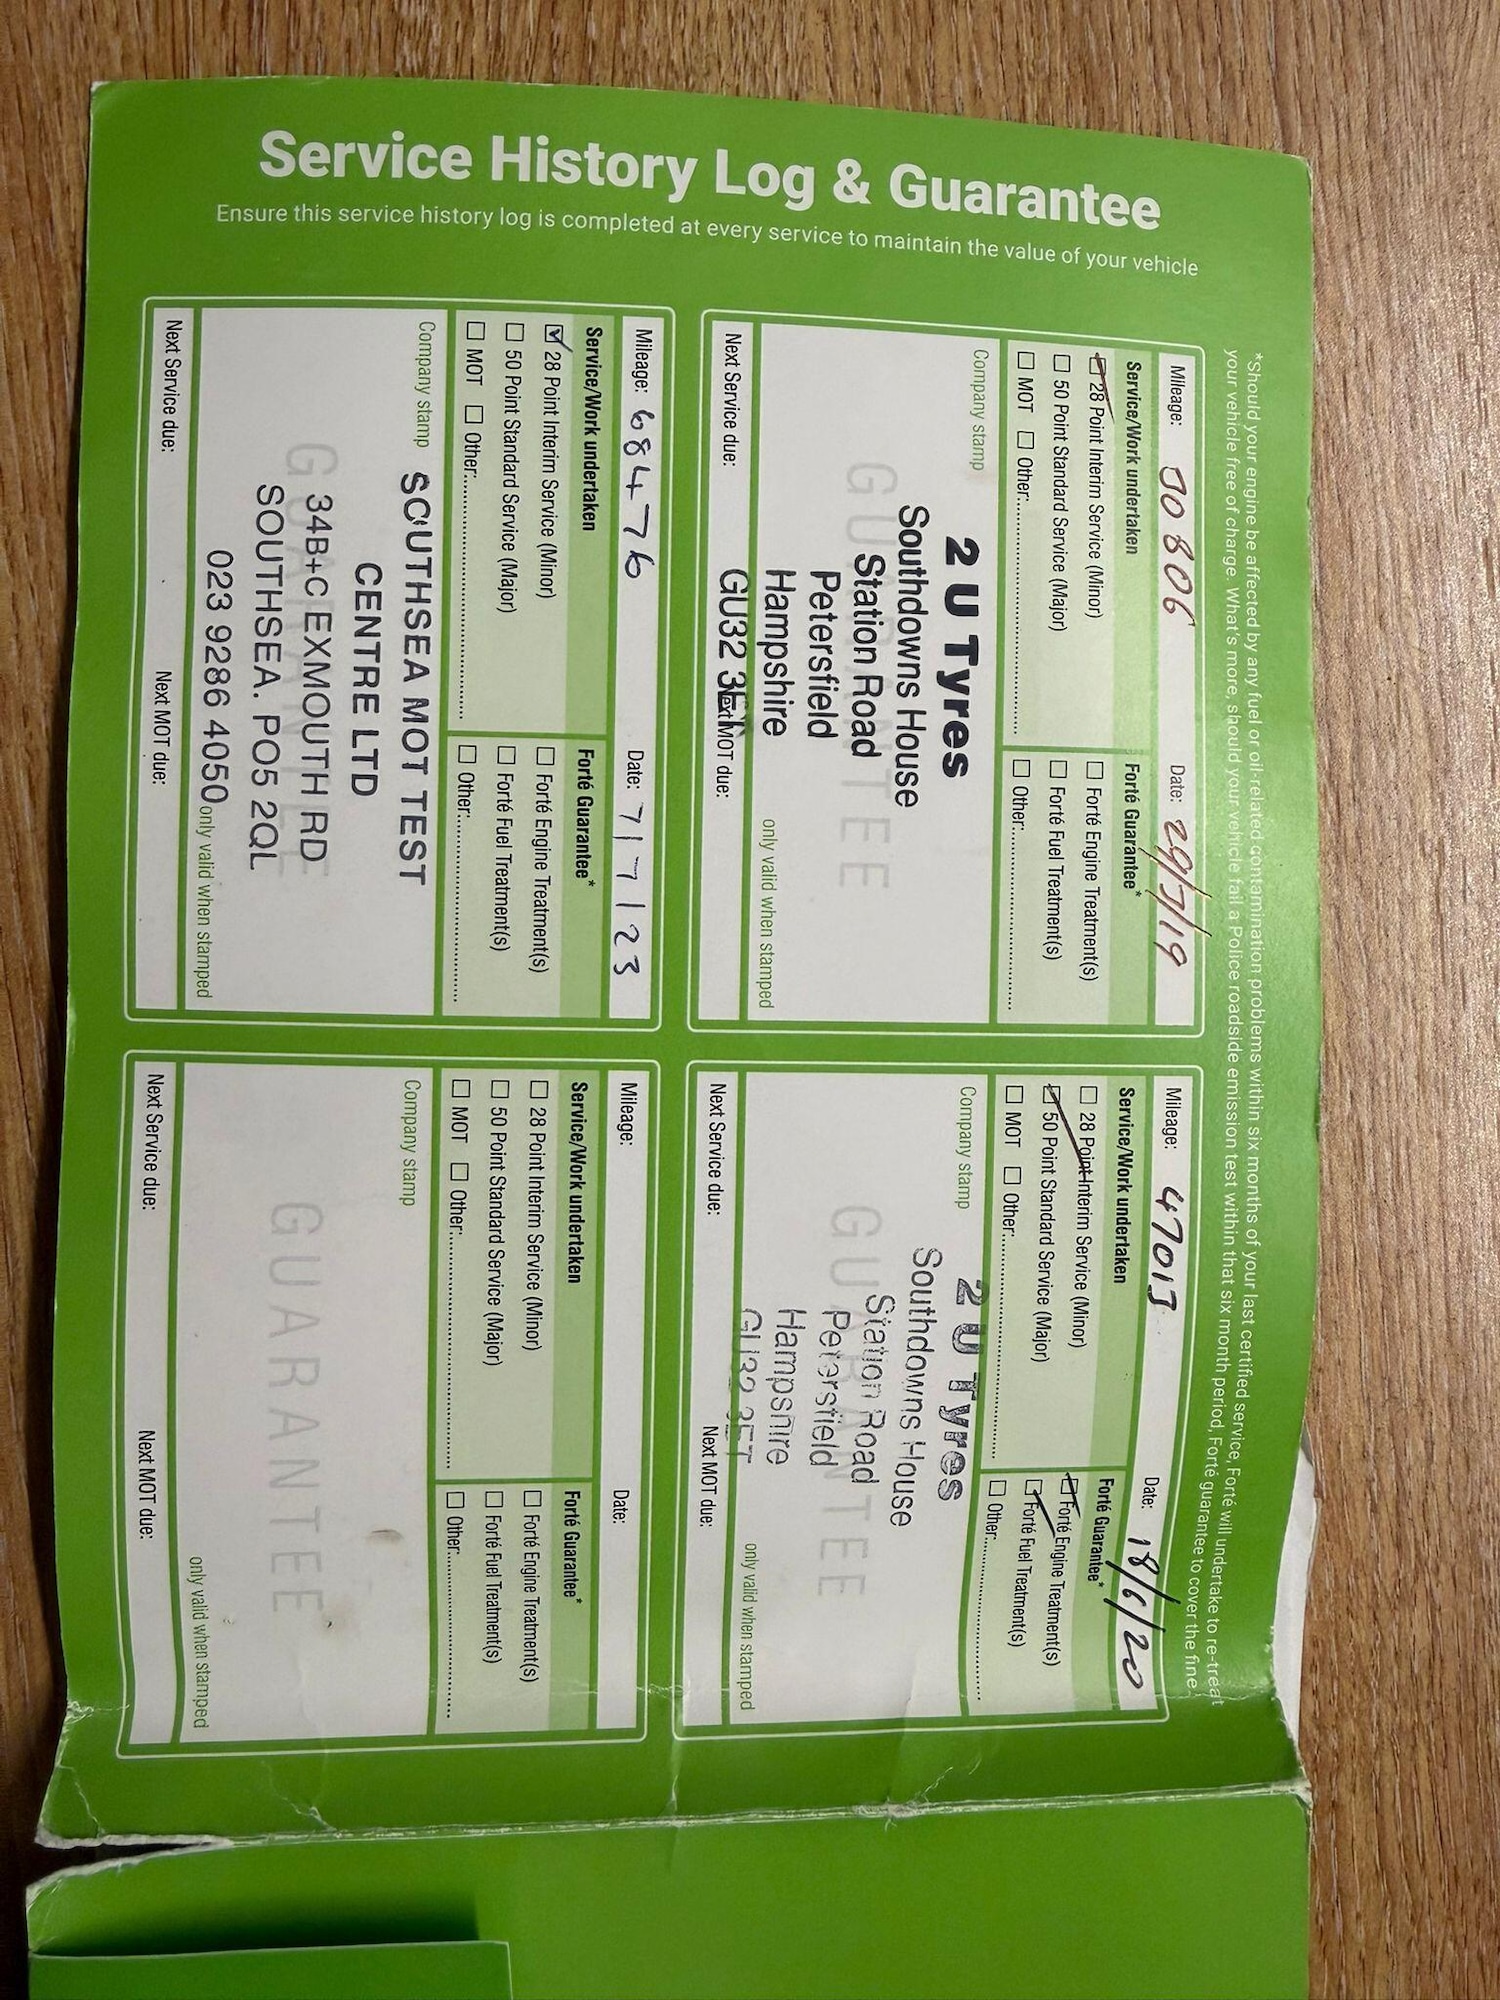 Service History Log & Guarantee
Ensure this service history log is completed at every service to maintain the value of your vehicle
*Should your engine be affected by any fuel or oil-related contamination problems within six months of your last certified service, Forté will undertake to re-treat
your vehicle free of charge. What's more, should your vehicle fail a Police roadside emission test within that six month period, Forté guarantee to cover the fine.
Mileage: 30 806 Date: 29/7/19
Service/Work undertaken Forté Guarantee*
28 Point Interim Service (Minor) Forté Engine Treatment(s)
50 Point Standard Service (Major) Forté Fuel Treatment(s)
MOT Other: Other:
Company stamp
GUARANTEE
2 U Tyres
Southdowns House
Station Road
Petersfield
Hampshire
GU32 3ET
only valid when stamped
Next Service due: Next MOT due:
Mileage: 47013 Date: 18/6/20
Service/Work undertaken Forté Guarantee*
28 Point Interim Service (Minor) Forté Engine Treatment(s)
50 Point Standard Service (Major) Forté Fuel Treatment(s)
MOT Other: Other:
Company stamp
GUARANTEE
2 U Tyres
Southdowns House
Station Road
Petersfield
Hampshire
GU32 3ET
only valid when stamped
Next Service due: Next MOT due:
Mileage: 68476 Date: 7/7/23
Service/Work undertaken Forté Guarantee*
28 Point Interim Service (Minor) Forté Engine Treatment(s)
50 Point Standard Service (Major) Forté Fuel Treatment(s)
MOT Other: Other:
Company stamp
GUARANTEE
SOUTHSEA MOT TEST
CENTRE LTD
34B+C EXMOUTH RD
SOUTHSEA. PO5 2QL
023 9286 4050
only valid when stamped
Next Service due: Next MOT due:
Mileage: Date:
Service/Work undertaken Forté Guarantee*
28 Point Interim Service (Minor) Forté Engine Treatment(s)
50 Point Standard Service (Major) Forté Fuel Treatment(s)
MOT Other: Other:
Company stamp
GUARANTEE
only valid when stamped
Next Service due: Next MOT due: